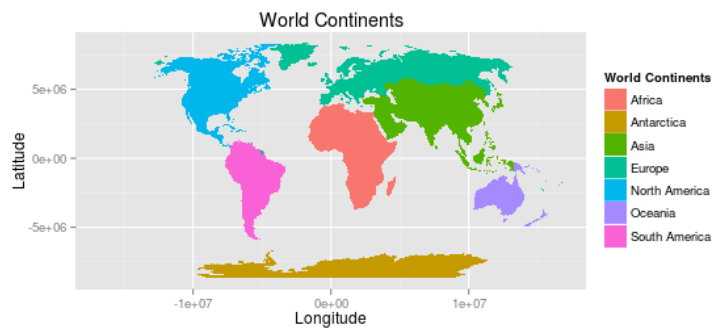 World Continents
Latitude
5e+06
0e+00
-5e+06
-1e+07 0e+00 1e+07
Longitude
World Continents
Africa
Antarctica
Asia
Europe
North America
Oceania
South America